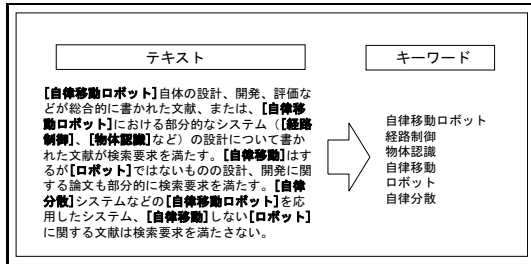 テキスト
キーワード
【自律移動ロボット】自体の設計、開発、評価な
どが総合的に書かれた文献、または、【自律移
動ロボット】における部分的なシステム（【経路
制御】、【物体認識】など）の設計について書か
れた文献が検索要求を満たす。【自律移動】はす
るが【ロボット】ではないものの設計、開発に関
する論文も部分的に検索要求を満たす。【自律
分散】システムなどの【自律移動ロボット】を応
用したシステム、【自律移動】しない【ロボット】
に関する文献は検索要求を満たさない。
自律移動ロボット
経路制御
物体認識
自律移動
ロボット
自律分散